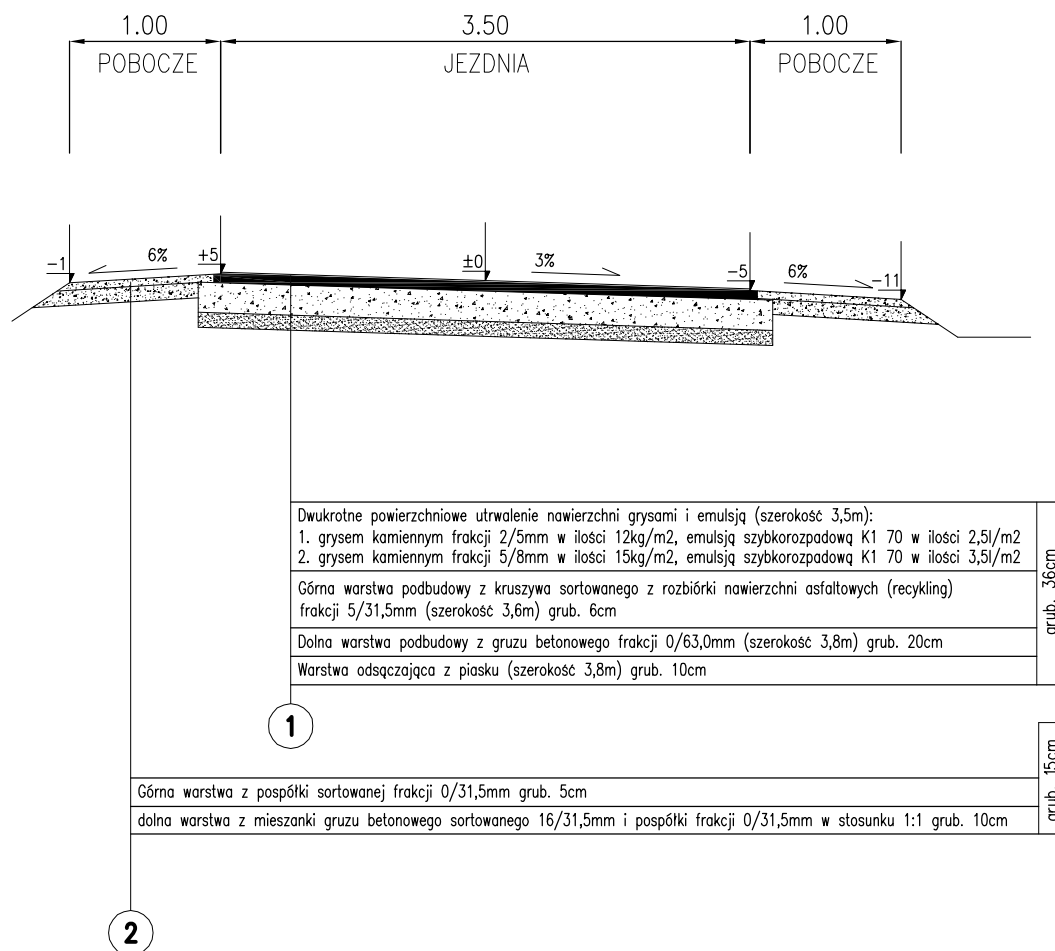 1.00 3.50 1.00
POBOCZE JEZDNIA POBOCZE
-1 6% +5 ±0 3% -5 6% -11
Dwukrotne powierzchniowe utrwalenie nawierzchni grysami i emulsją (szerokość 3,5m):
1. grysem kamiennym frakcji 2/5mm w ilości 12kg/m2, emulsją szybkorozpadową K1 70 w ilości 2,5l/m2
2. grysem kamiennym frakcji 5/8mm w ilości 15kg/m2, emulsją szybkorozpadową K1 70 w ilości 3,5l/m2
Górna warstwa podbudowy z kruszywa sortowanego z rozbiórki nawierzchni asfaltowych (recykling)
frakcji 5/31,5mm (szerokość 3,6m) grub. 6cm
Dolna warstwa podbudowy z gruzu betonowego frakcji 0/63,0mm (szerokość 3,8m) grub. 20cm
Warstwa odsączająca z piasku (szerokość 3,8m) grub. 10cm
grub. 36cm
1
Górna warstwa z pospółki sortowanej frakcji 0/31,5mm grub. 5cm
dolna warstwa z mieszanki gruzu betonowego sortowanego 16/31,5mm i pospółki frakcji 0/31,5mm w stosunku 1:1 grub. 10cm
grub. 15cm
2